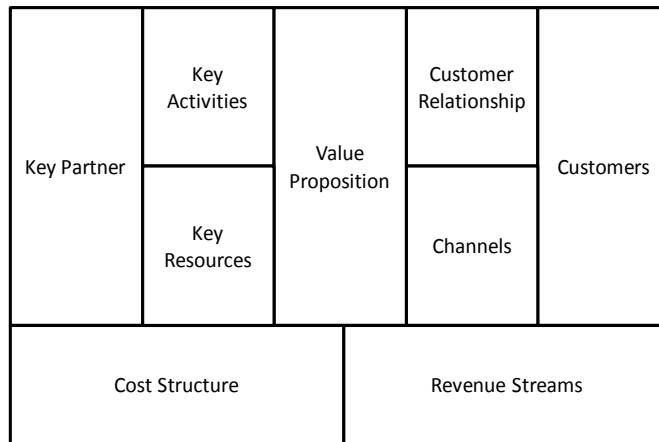 Key Partner
Key
Activities
Key
Resources
Value
Proposition
Customer
Relationship
Channels
Customers
Cost Structure
Revenue Streams